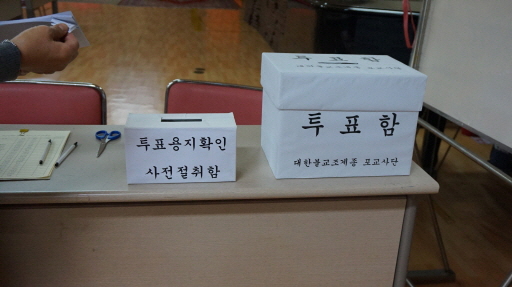 투표용지확인
사전절취함
투표함
투표함
대한불교조계종 포교사단